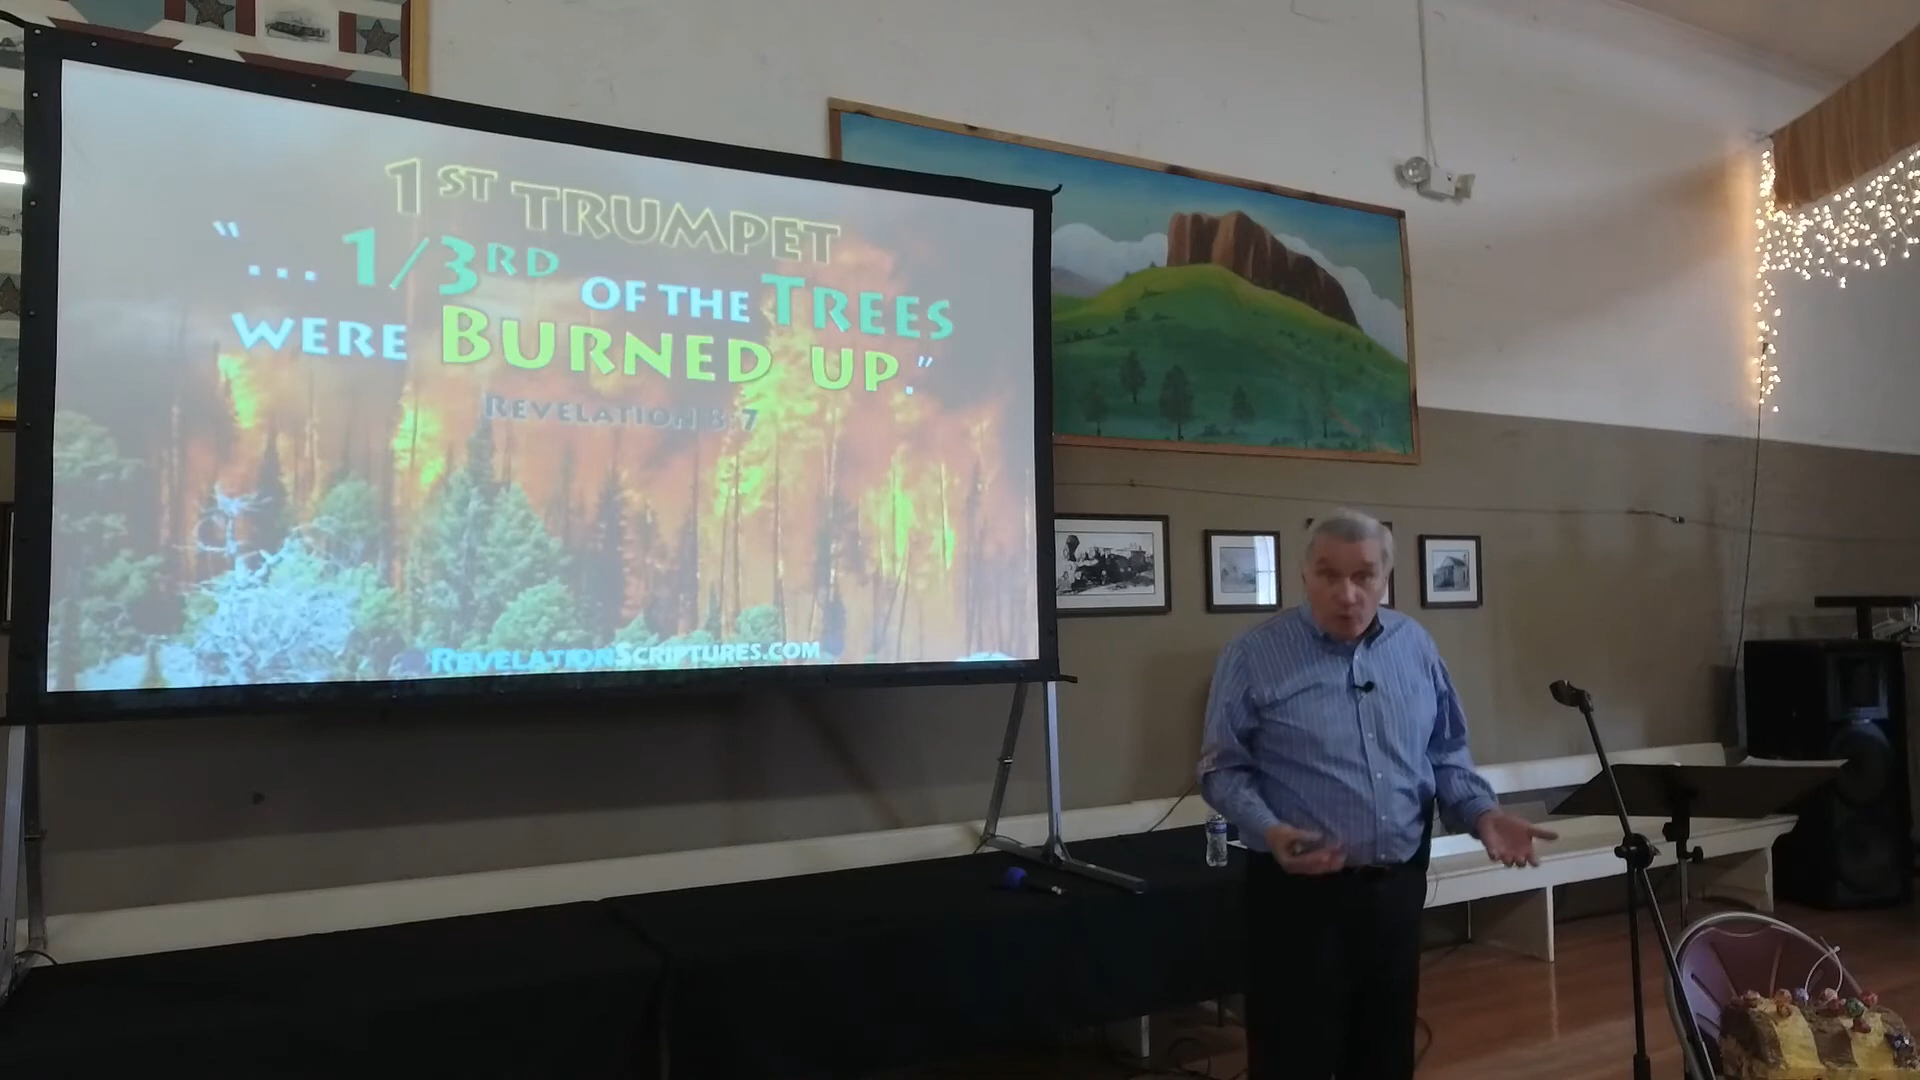 1ST TRUMPET
"... 1/3RD OF THE TREES
WERE BURNED UP."
REVELATION 8:7
REVELATIONSCRIPTURES.COM